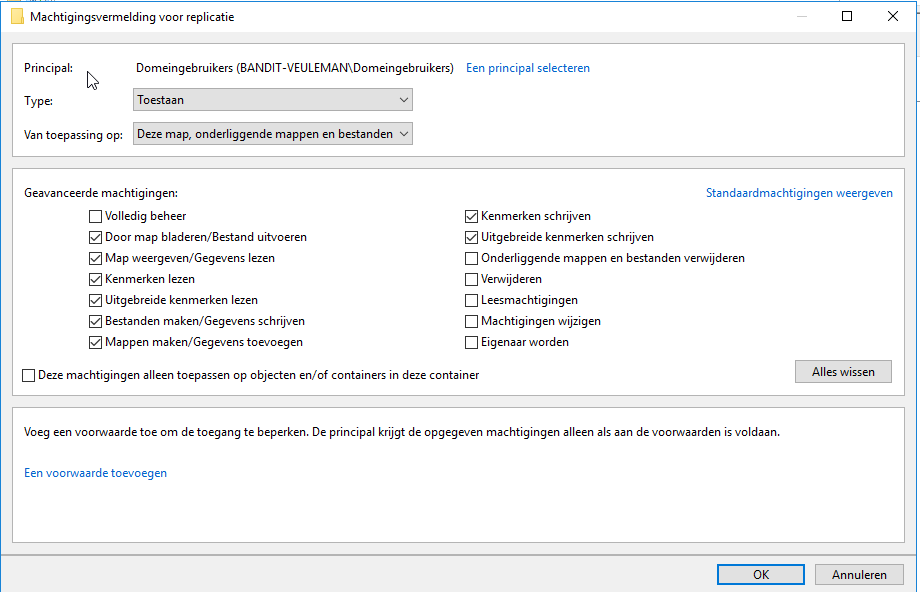 Machtigingsvermelding voor replicatie
Principal: Domeingebruikers (BANDIT-VEULEMAN\Domeingebruikers) Een principal selecteren
Type: Toestaan
Van toepassing op: Deze map, onderliggende mappen en bestanden
Geavanceerde machtigingen: Standaardmachtigingen weergeven
Volledig beheer Kenmerken schrijven
Door map bladeren/Bestand uitvoeren Uitgebreide kenmerken schrijven
Map weergeven/Gegevens lezen Onderliggende mappen en bestanden verwijderen
Kenmerken lezen Verwijderen
Uitgebreide kenmerken lezen Leesmachtigingen
Bestanden maken/Gegevens schrijven Machtigingen wijzigen
Mappen maken/Gegevens toevoegen Eigenaar worden
Deze machtigingen alleen toepassen op objecten en/of containers in deze container Alles wissen
Voeg een voorwaarde toe om de toegang te beperken. De principal krijgt de opgegeven machtigingen alleen als aan de voorwaarden is voldaan.
Een voorwaarde toevoegen
OK Annuleren